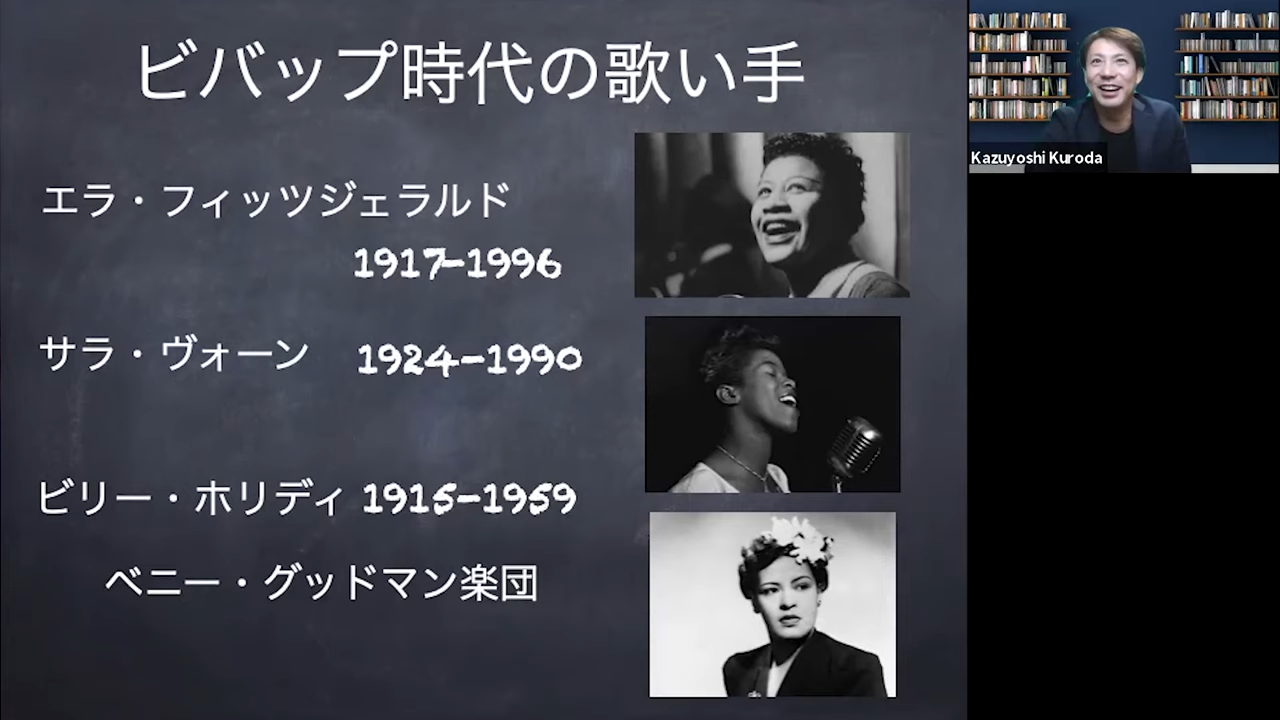 ビバップ時代の歌い手
エラ・フィッツジェラルド
1917-1996
サラ・ヴォーン 1924-1990
ビリー・ホリディ 1915-1959
ベニー・グッドマン楽団
Kazuyoshi Kuroda